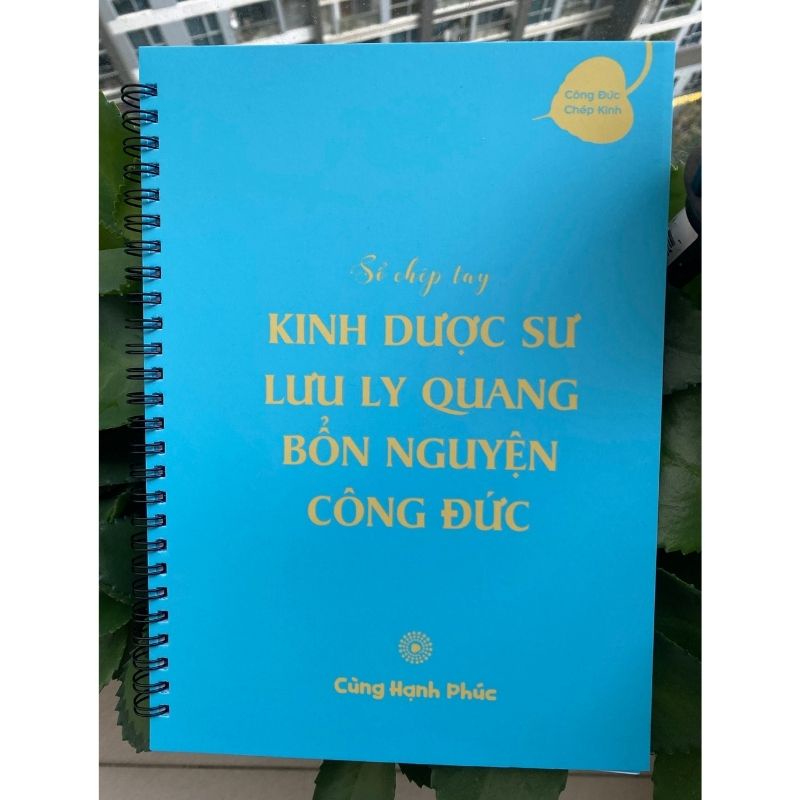 Công Đức
Chép Kinh
Sổ chép tay
KINH DƯỢC SƯ
LƯU LY QUANG
BỔN NGUYỆN
CÔNG ĐỨC
Cùng Hạnh Phúc